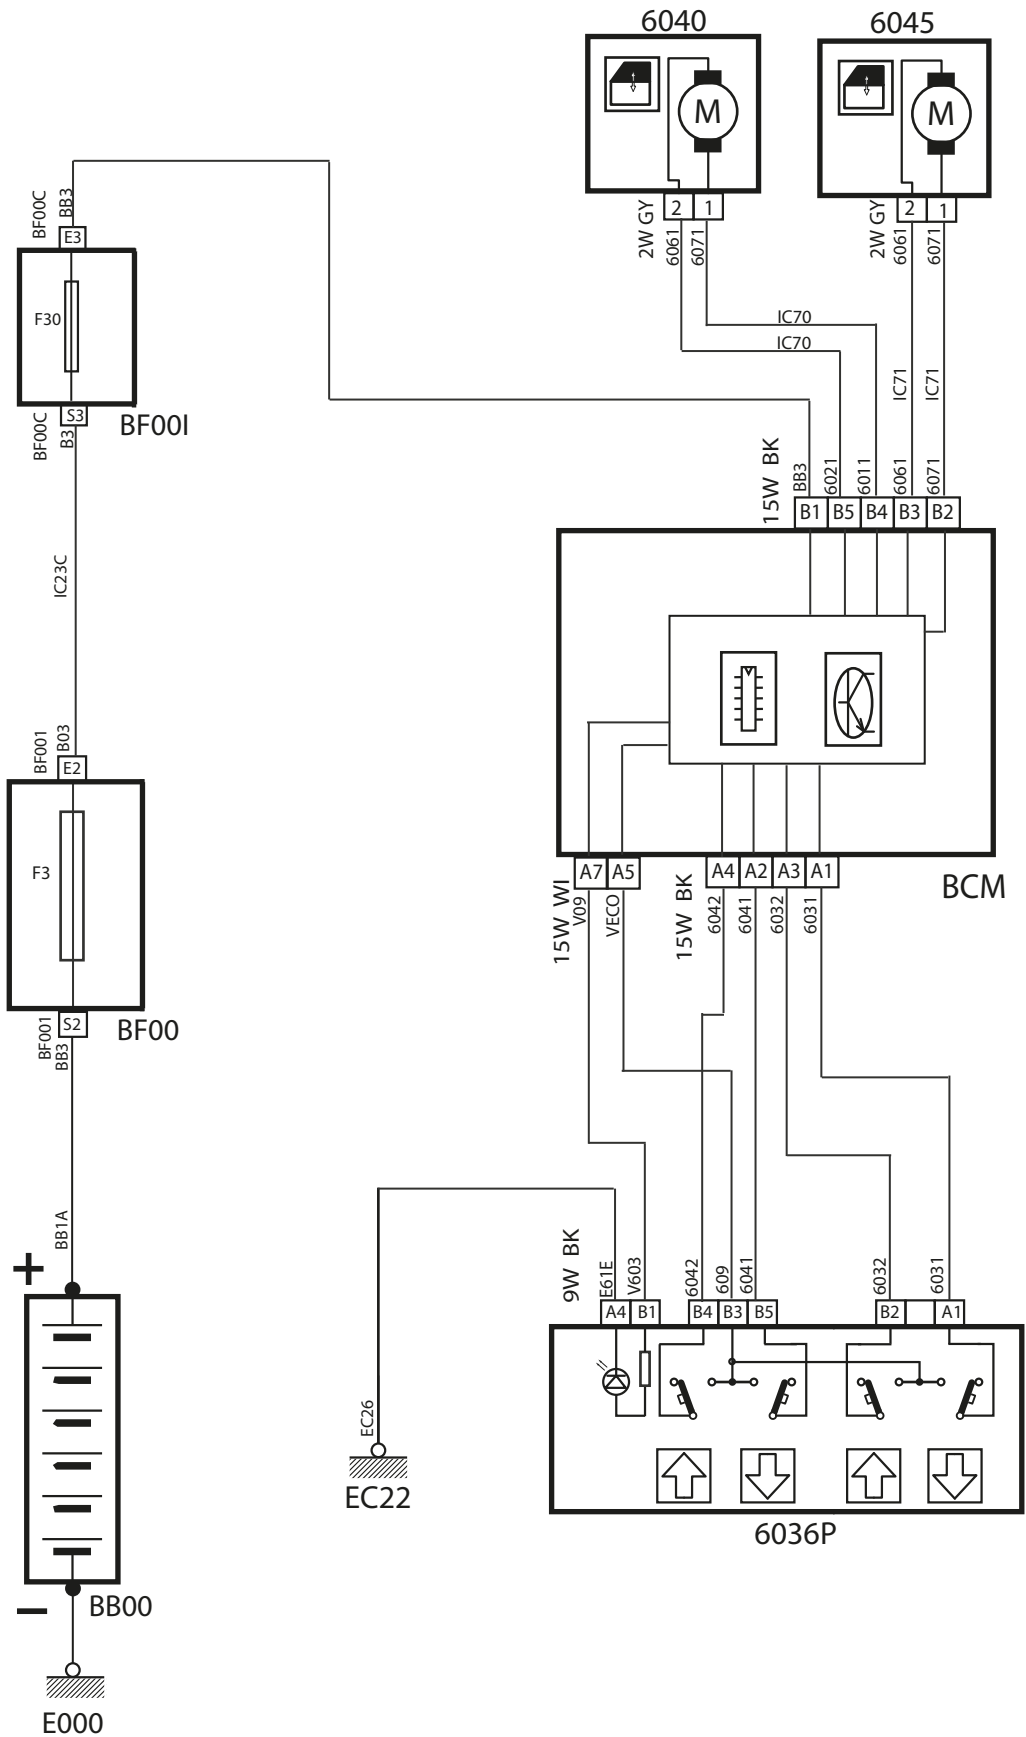 6040
6045
M
M
2W GY
2
1
2W GY
2
1
6061
6071
6061
6071
BF00C
BB3
E3
F30
S3
BF00I
BF00C
B3
IC70
IC70
IC71
IC71
15W BK
BB3
6021
6011
6061
6071
B1
B5
B4
B3
B2
IC23C
BF001
B03
E2
F3
S2
BF00
BF001
BB3
A7
A5
A4
A2
A3
A1
BCM
15W WI
V09
VECO
15W BK
6042
6041
6032
6031
BB1A
+
9W BK
E61E
V603
6042
609
6041
6032
6031
A4
B1
B4
B3
B5
B2
A1
EC26
EC22
6036P
BB00
−
E000